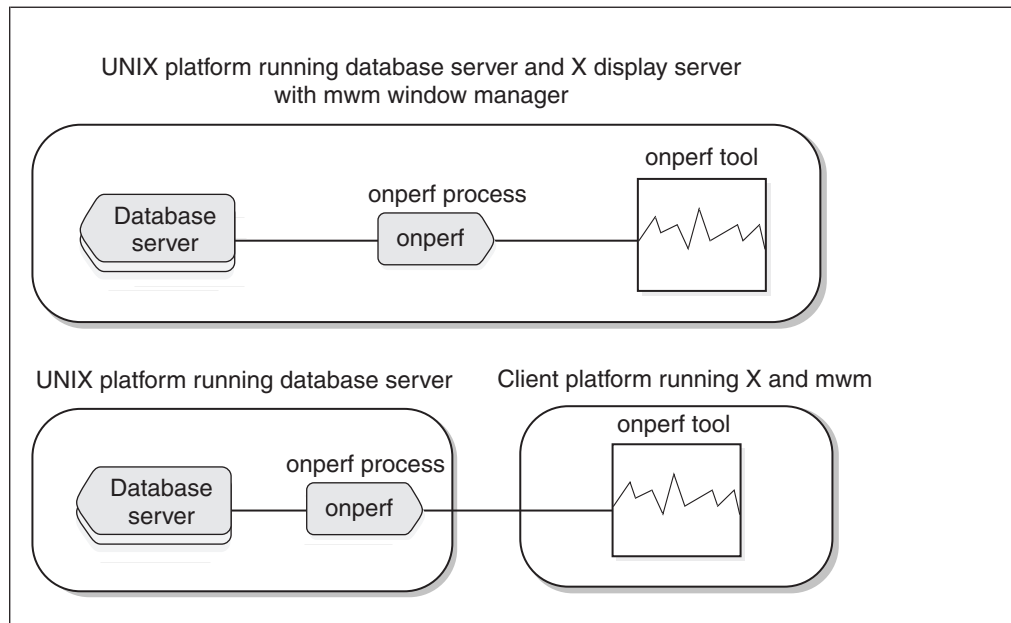 UNIX platform running database server and X display server
with mwm window manager
onperf tool
onperf process
Database
server
onperf
UNIX platform running database server
Client platform running X and mwm
onperf tool
onperf process
Database
server
onperf